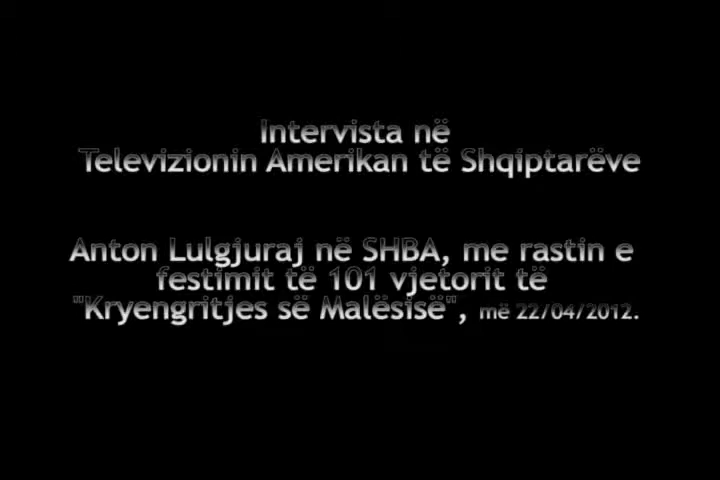 Intervista në
Televizionin Amerikan të Shqiptarëve
Anton Lulgjuraj në SHBA, me rastin e
festimit të 101 vjetorit të
"Kryengritjes së Malësisë", më 22/04/2012.